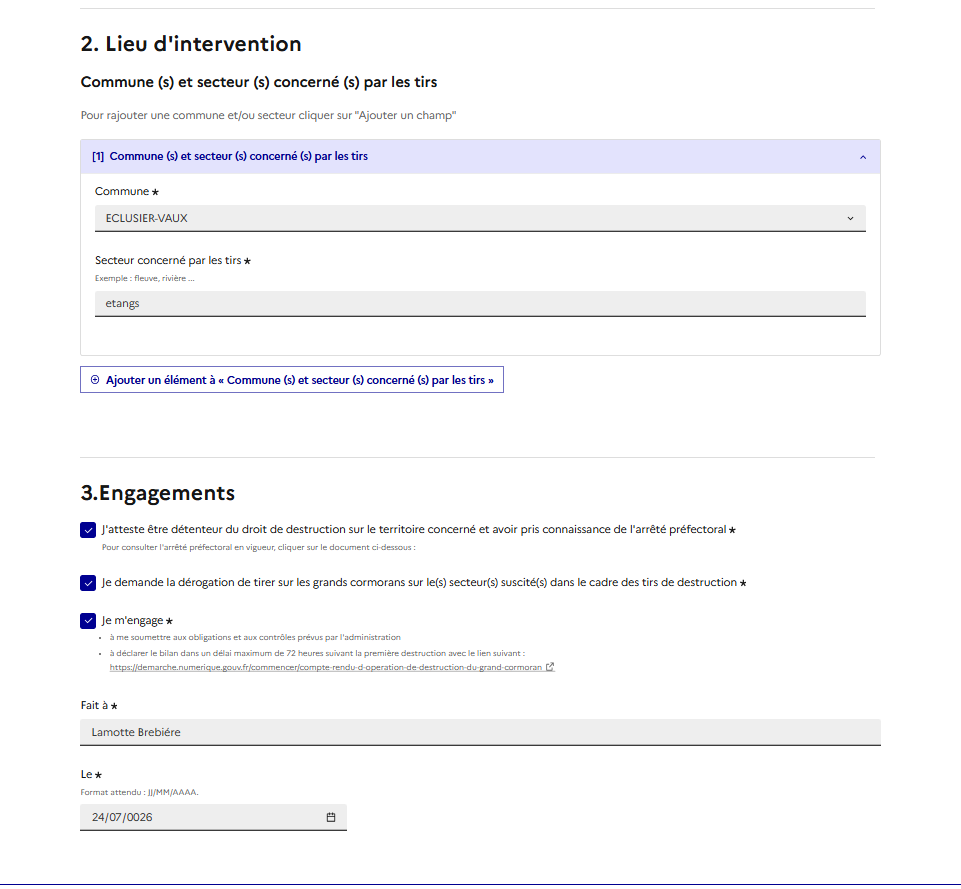 2. Lieu d'intervention
Commune (s) et secteur (s) concerné (s) par les tirs
Pour rajouter une commune et/ou secteur cliquer sur "Ajouter un champ"
[1] Commune (s) et secteur (s) concerné (s) par les tirs
Commune *
ECLUSIER-VAUX
Secteur concerné par les tirs *
Exemple : fleuve, rivière ...
etangs
Ajouter un élément à « Commune (s) et secteur (s) concerné (s) par les tirs »
3.Engagements
J'atteste être détenteur du droit de destruction sur le territoire concerné et avoir pris connaissance de l'arrêté préfectoral *
Pour consulter l'arrêté préfectoral en vigueur, cliquer sur le document ci-dessous :
Je demande la dérogation de tirer sur les grands cormorans sur le(s) secteur(s) suscité(s) dans le cadre des tirs de destruction *
Je m'engage *
• à me soumettre aux obligations et aux contrôles prévus par l'administration
• à déclarer le bilan dans un délai maximum de 72 heures suivant la première destruction avec le lien suivant :
https://demarche.numerique.gouv.fr/commencer/compte-rendu-d-operation-de-destruction-du-grand-cormoran
Fait à *
Lamotte Brebiére
Le *
Format attendu : JJ/MM/AAAA.
24/07/0026